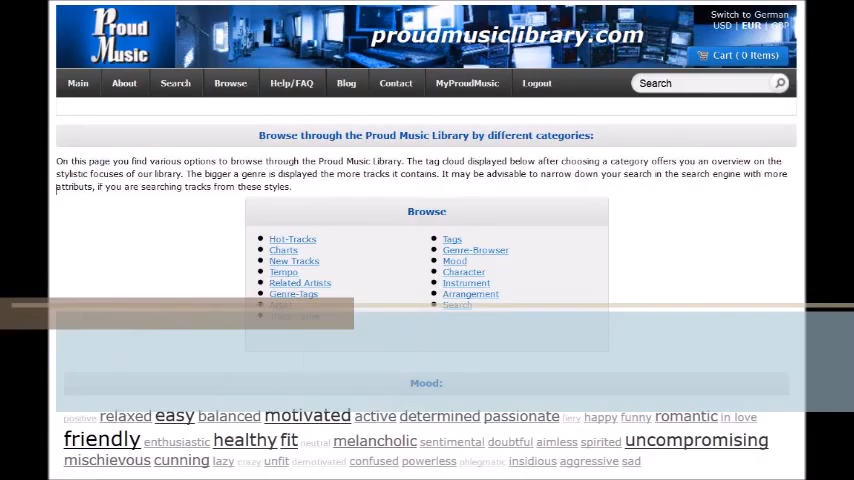 Proud
Music
proudmusiclibrary.com
Switch to German
USD | EUR | GBP
Cart ( 0 Items)
Main About Search Browse Help/FAQ Blog Contact MyProudMusic Logout
Search
Browse through the Proud Music Library by different categories:
On this page you find various options to browse through the Proud Music Library. The tag cloud displayed below after choosing a category offers you an overview on the
stylistic focuses of our library. The bigger a genre is displayed the more tracks it contains. It may be advisable to narrow down your search in the search engine with more
attributes, if you are searching tracks from these styles.
Browse
Hot-Tracks
Charts
New Tracks
Tempo
Related Artists
Genre-Tags
Tags
Genre-Browser
Mood
Character
Instrument
Arrangement
Search
Mood:
positive relaxed easy balanced motivated active determined passionate fiery happy funny romantic in love
friendly enthusiastic healthy fit neutral melancholic sentimental doubtful aimless spirited uncompromising
mischievous cunning lazy crazy unfit demotivated confused powerless phlegmatic insidious aggressive sad